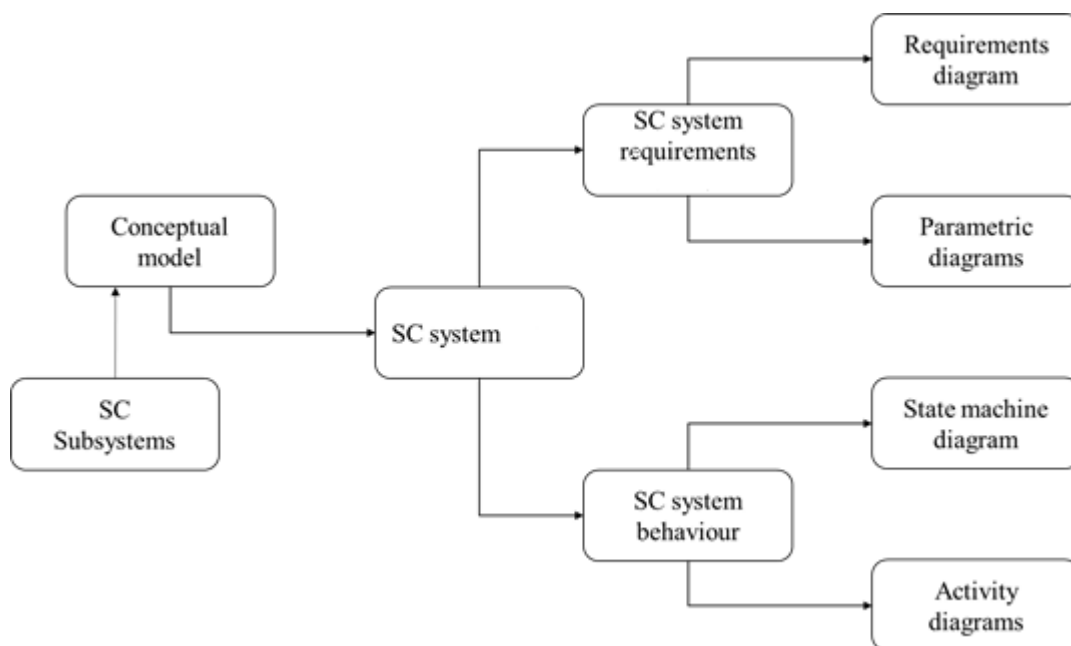 Requirements
diagram
SC system
requirements
Conceptual
model
Parametric
diagrams
SC system
SC
Subsystems
State machine
diagram
SC system
behaviour
Activity
diagrams